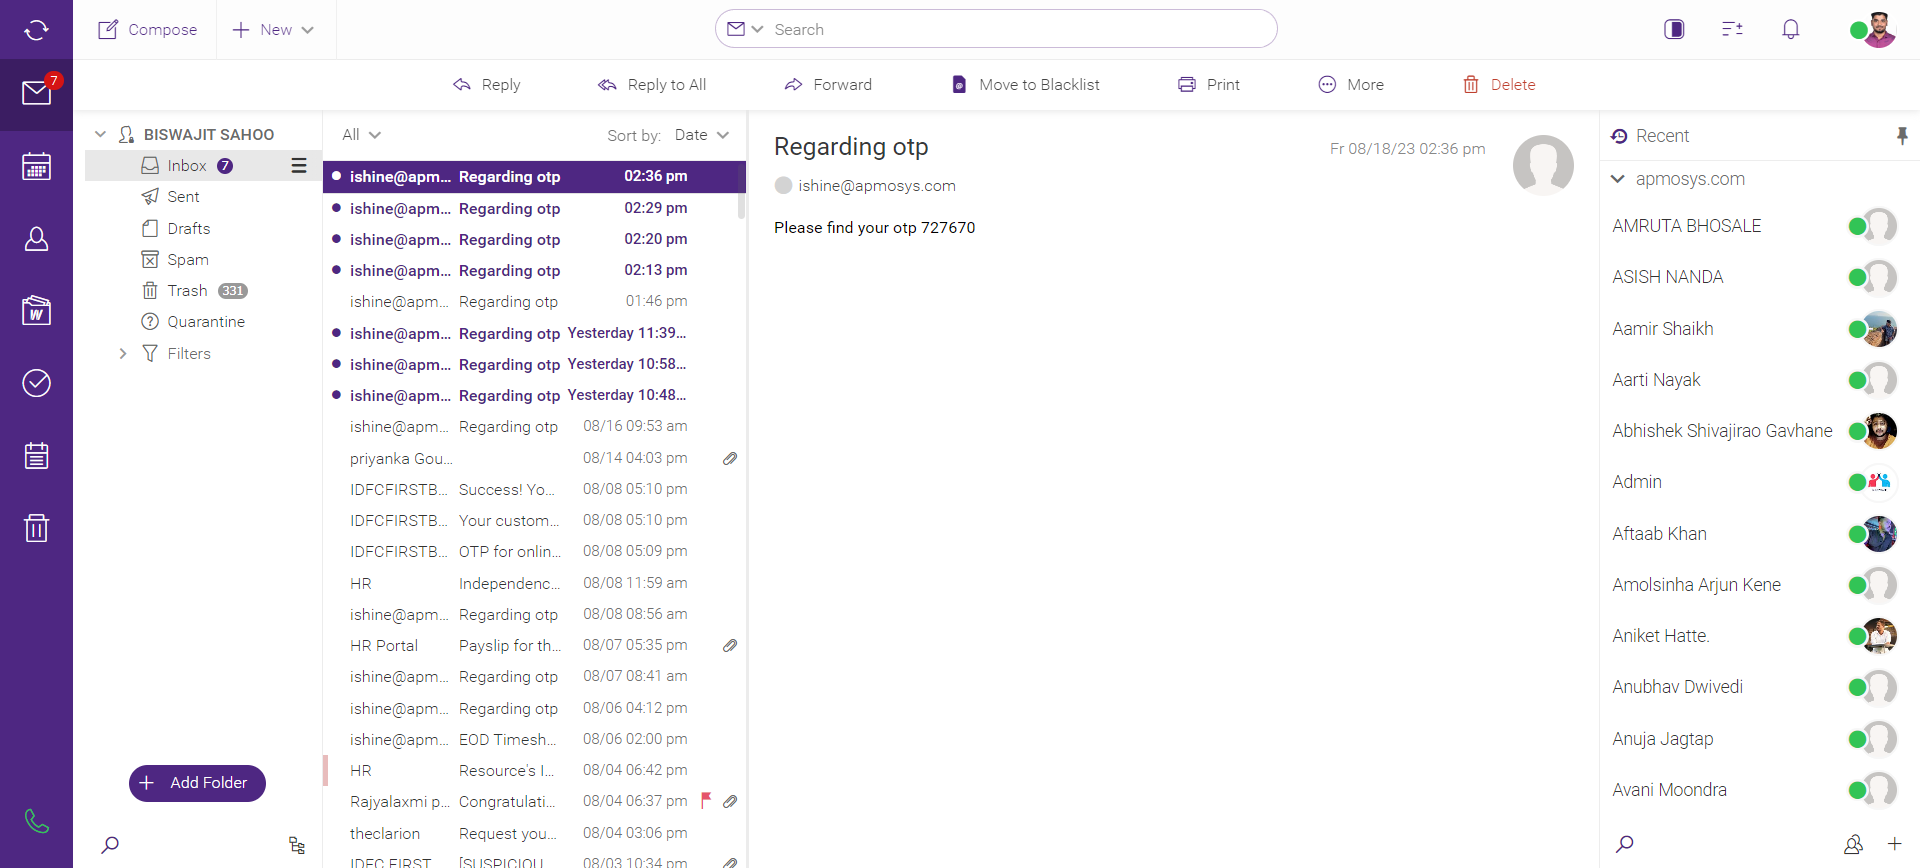 Compose
New
Search
7
Reply
Reply to All
Forward
Move to Blacklist
Print
More
Delete
BISWAJIT SAHOO
Inbox 7
Sent
Drafts
Spam
Trash 331
Quarantine
Filters
Add Folder
All
Sort by: Date
ishine@apm... Regarding otp 02:36 pm
ishine@apm... Regarding otp 02:29 pm
ishine@apm... Regarding otp 02:20 pm
ishine@apm... Regarding otp 02:13 pm
ishine@apm... Regarding otp 01:46 pm
ishine@apm... Regarding otp Yesterday 11:39...
ishine@apm... Regarding otp Yesterday 10:58...
ishine@apm... Regarding otp Yesterday 10:48...
ishine@apm... Regarding otp 08/16 09:53 am
priyanka Gou... 08/14 04:03 pm
IDFCFIRSTB... Success! Yo... 08/08 05:10 pm
IDFCFIRSTB... Your custom... 08/08 05:10 pm
IDFCFIRSTB... OTP for onlin... 08/08 05:09 pm
HR Independenc... 08/08 11:59 am
ishine@apm... Regarding otp 08/08 08:56 am
HR Portal Payslip for th... 08/07 05:35 pm
ishine@apm... Regarding otp 08/07 08:41 am
ishine@apm... Regarding otp 08/06 04:12 pm
ishine@apm... EOD Timesh... 08/06 02:00 pm
HR Resource's I... 08/04 06:42 pm
Rajyalaxmi p... Congratulati... 08/04 06:37 pm
theclarion Request you... 08/04 03:06 pm
IDFC FIRST [SUSPICIOU 08/03 10:34 pm
Regarding otp
Fr 08/18/23 02:36 pm
ishine@apmosys.com
Please find your otp 727670
Recent
apmosys.com
AMRUTA BHOSALE
ASISH NANDA
Aamir Shaikh
Aarti Nayak
Abhishek Shivajirao Gavhane
Admin
Aftaab Khan
Amolsinha Arjun Kene
Aniket Hatte.
Anubhav Dwivedi
Anuja Jagtap
Avani Moondra